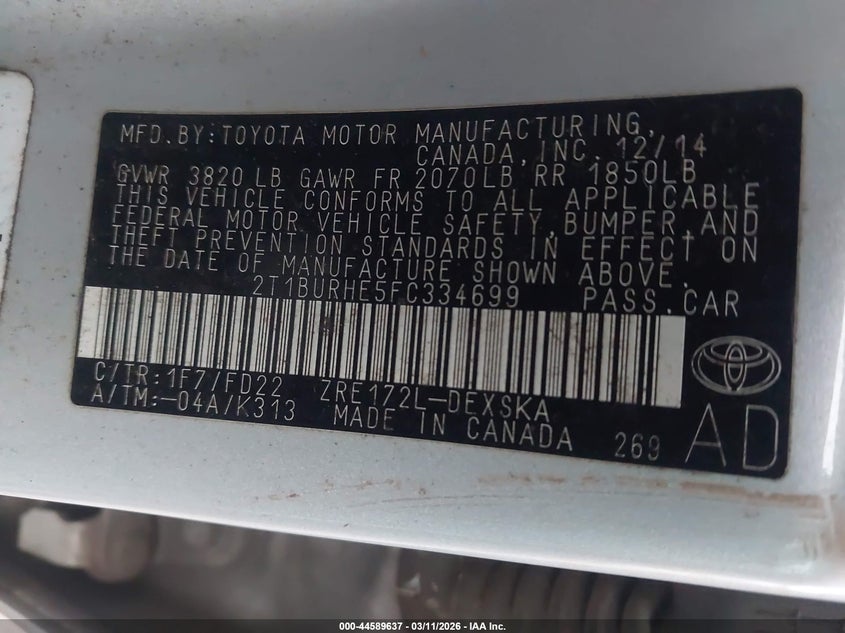 MFD. BY: TOYOTA MOTOR MANUFACTURING,
CANADA, INC. 12/14
GVWR 3820 LB GAWR FR 2070LB RR 1850LB
THIS VEHICLE CONFORMS TO ALL APPLICABLE
FEDERAL MOTOR VEHICLE SAFETY, BUMPER, AND
THEFT PREVENTION STANDARDS IN EFFECT ON
THE DATE OF MANUFACTURE SHOWN ABOVE.
2T1BURHE5FC334699 PASS. CAR
C/TR: 1F7/FD22 ZRE172L-DEXSKA
A/TM: -04A/K313 MADE IN CANADA 269
AD
000-44589637 - 03/11/2026 - IAA Inc.